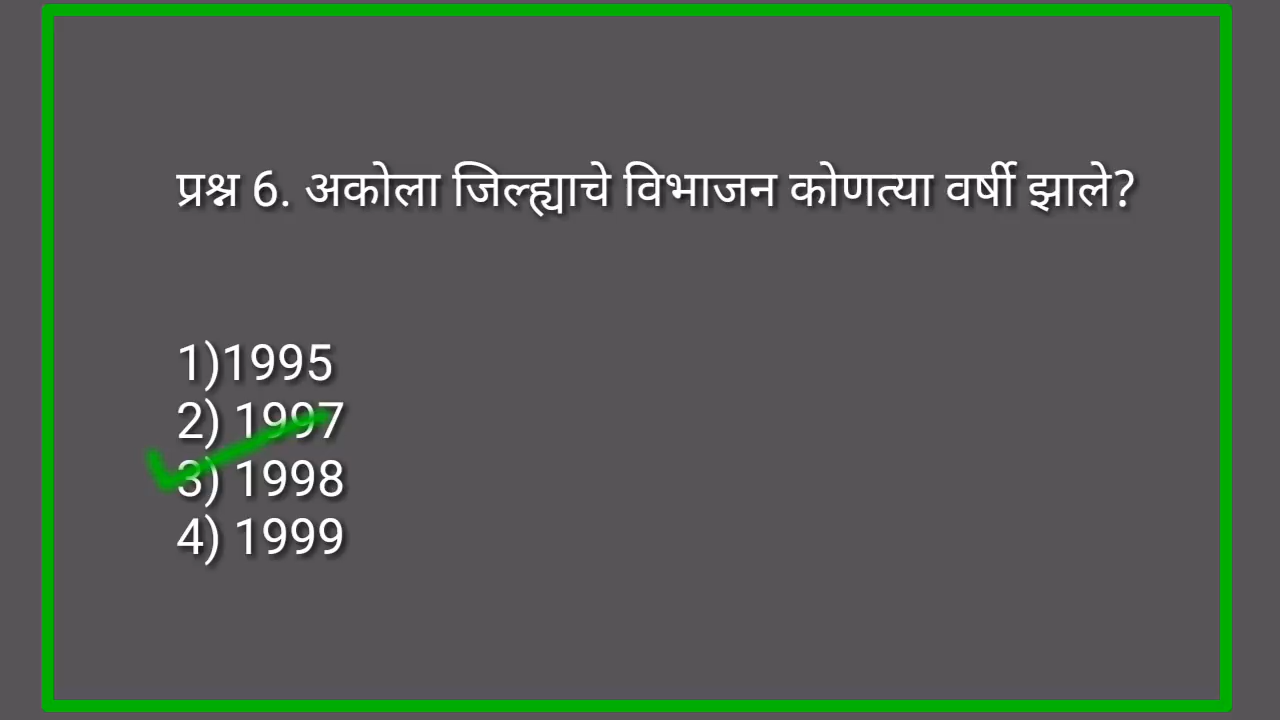 प्रश्न 6. अकोला जिल्ह्याचे विभाजन कोणत्या वर्षी झाले?
1)1995
2) 1997
3) 1998
4) 1999